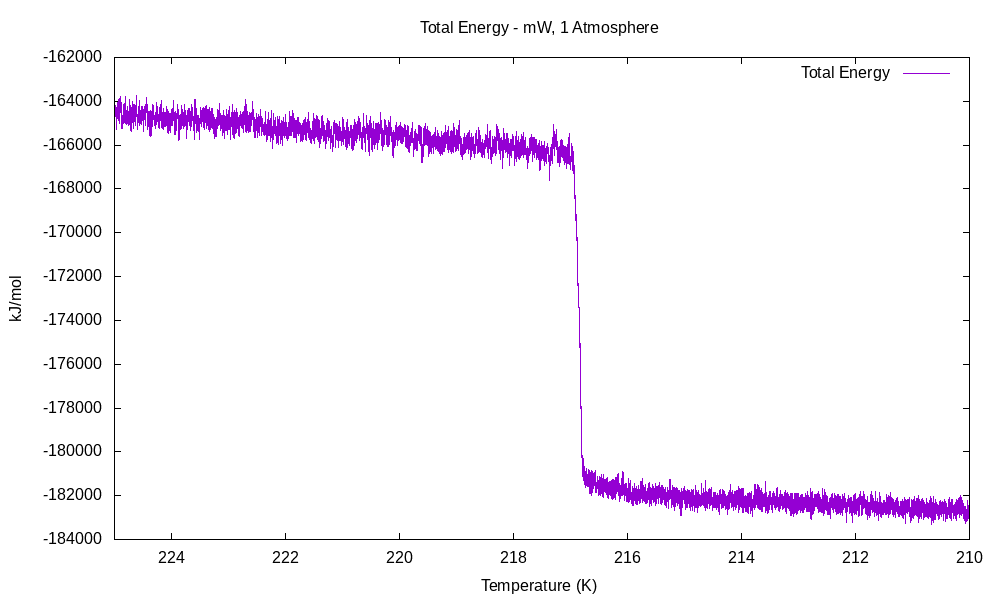 Total Energy - mW, 1 Atmosphere
Total Energy
-162000
-164000
-166000
-168000
-170000
-172000
-174000
-176000
-178000
-180000
-182000
-184000
kJ/mol
224 222 220 218 216 214 212 210
Temperature (K)